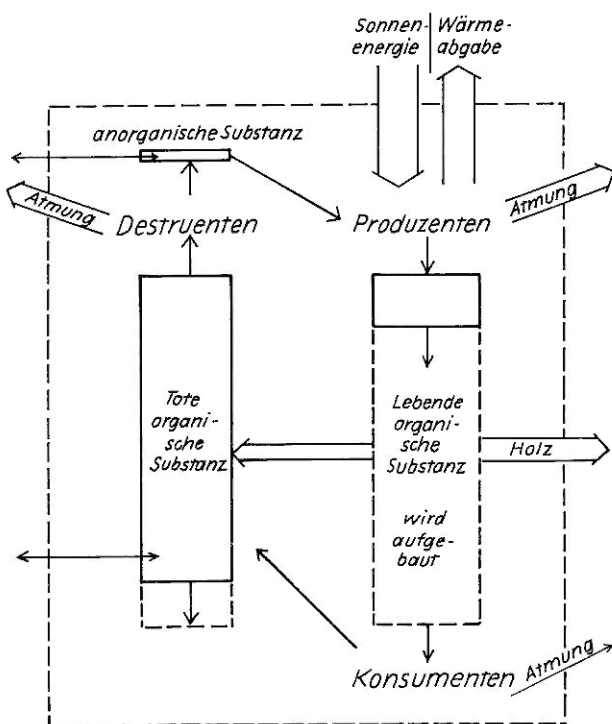 Sonnen-
energie
Wärme-
abgabe
anorganische Substanz
Atmung
Destruenten
Produzenten
Atmung
Tote
organi-
sche
Substanz
Lebende
organi-
sche
Substanz
wird
aufge-
baut
Holz
Konsumenten
Atmung